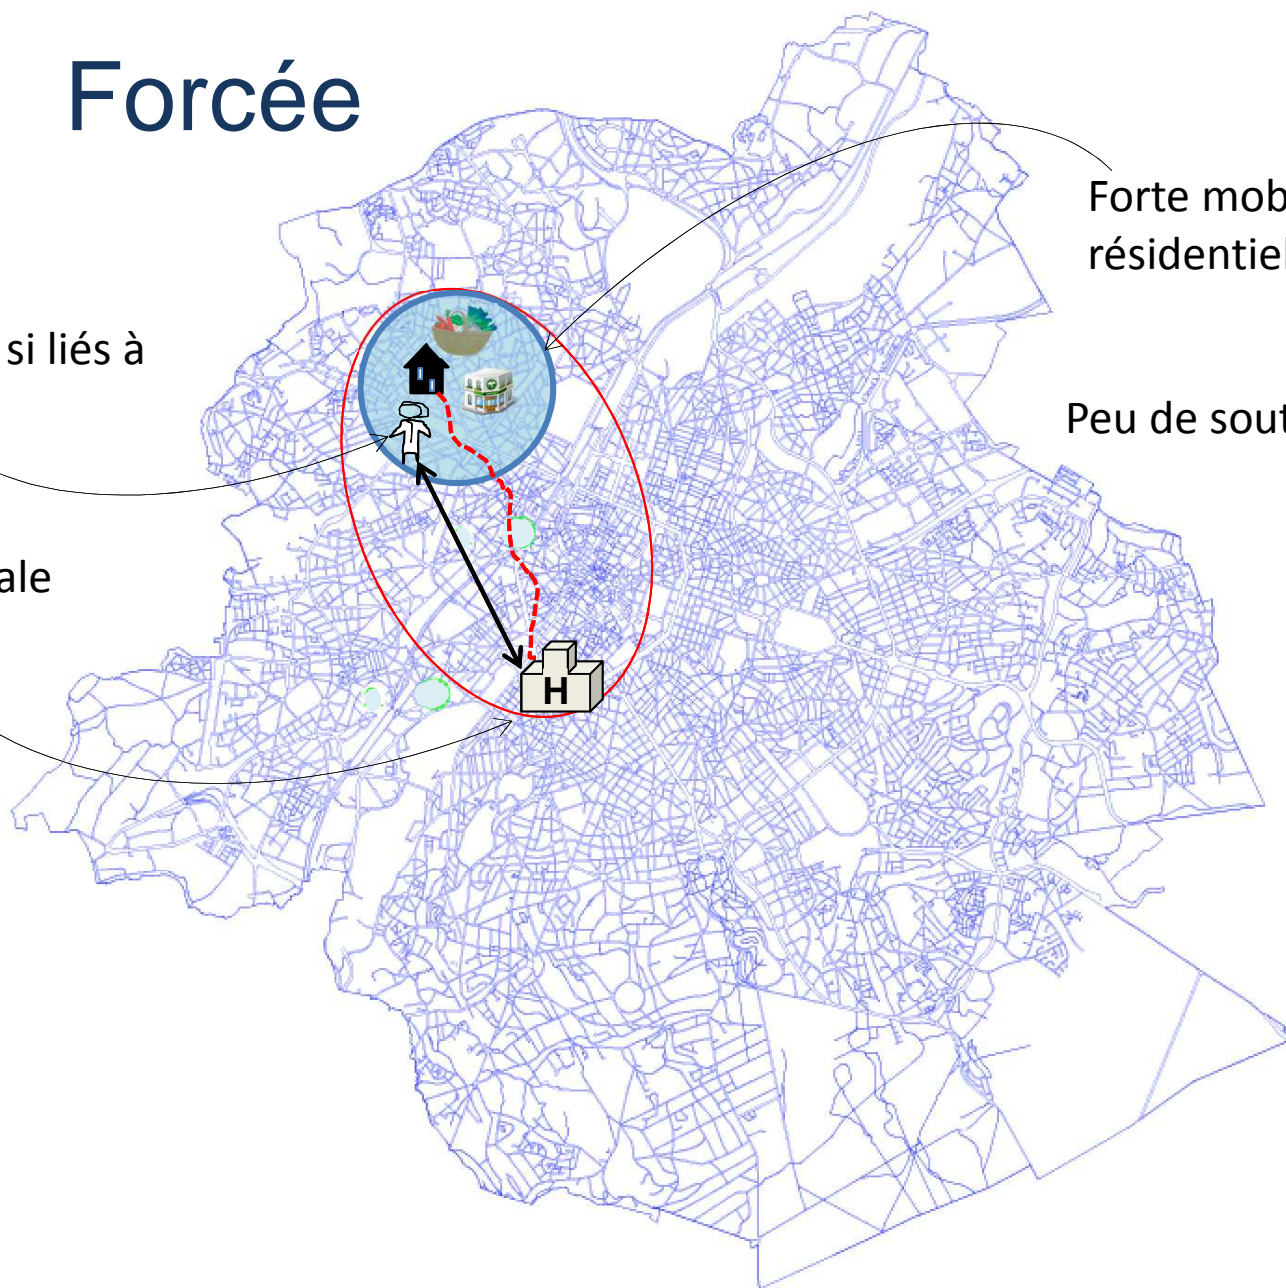 Forcée
Forte mob
résidentiel
si liés à
Peu de sout
ale
H